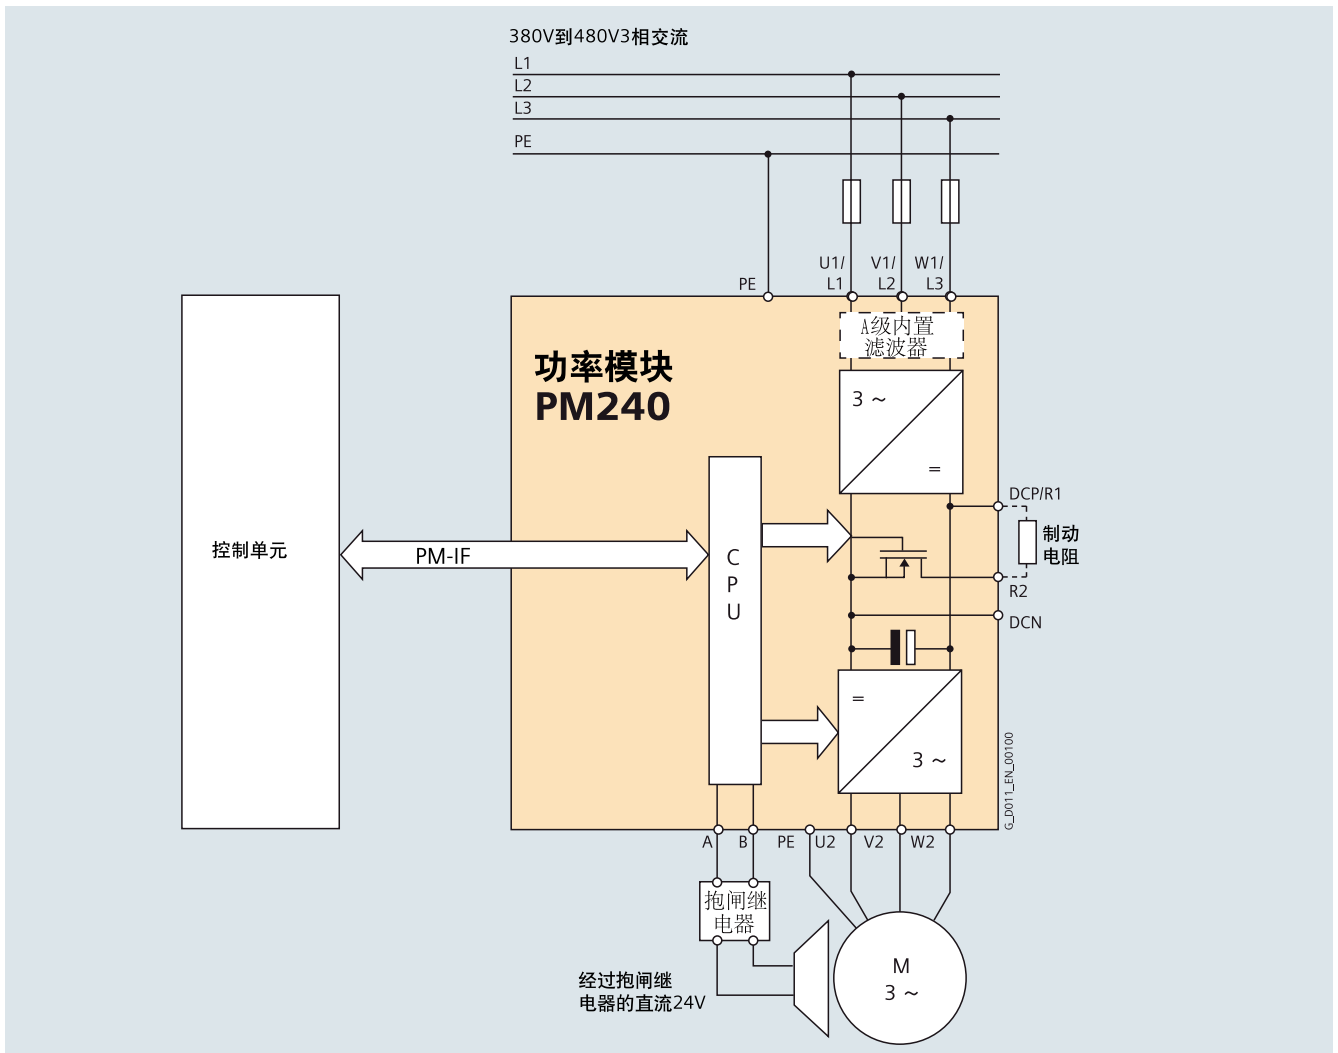 380V到480V3相交流
L1
L2
L3
PE
U1/ V1/ W1/
PE L1 L2 L3
A级内置
滤波器
功率模块
PM240
3 ~
=
DCP/R1
制动
电阻
控制单元
PM-IF
C
P
U
R2
DCN
=
3 ~
G_D011_EN_00100
A B PE U2 V2 W2
抱闸继
电器
M
3 ~
经过抱闸继
电器的直流24V